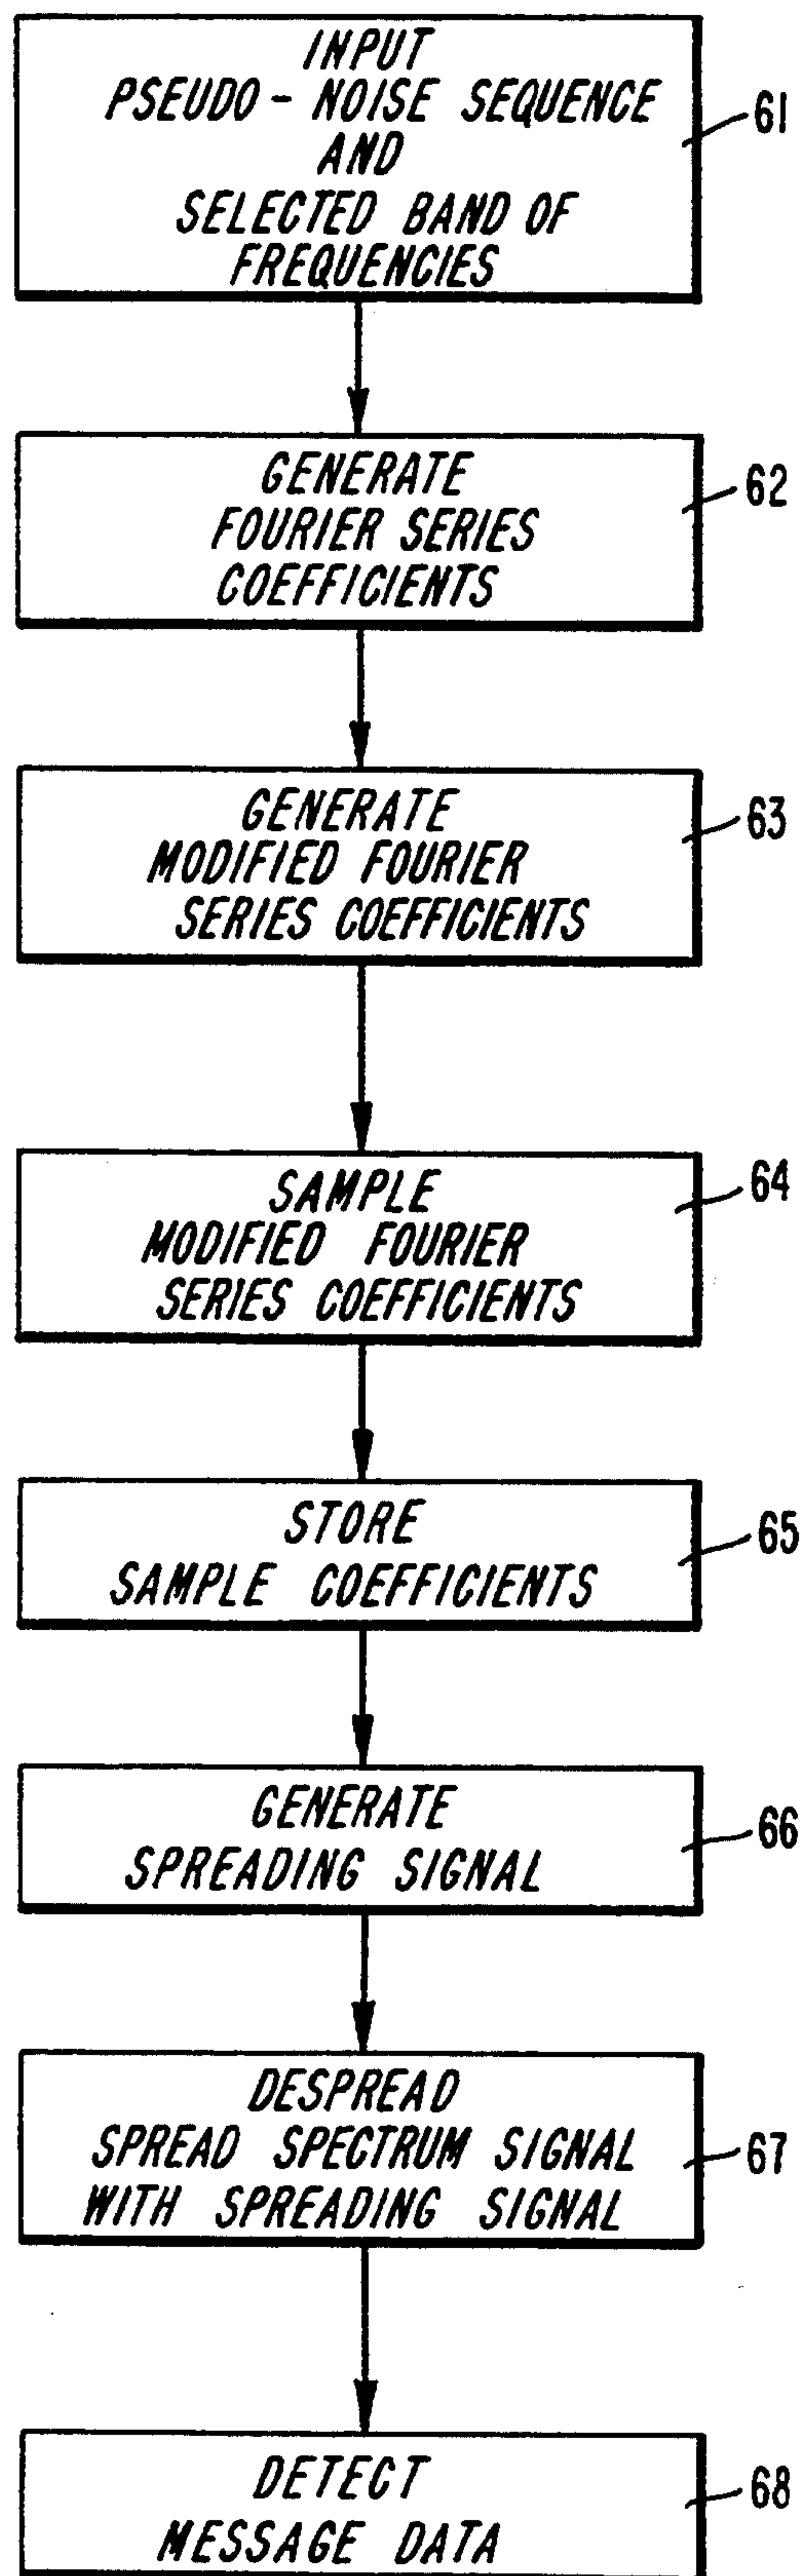 INPUT
PSEUDO - NOISE SEQUENCE
AND
SELECTED BAND OF
FREQUENCIES
61
GENERATE
FOURIER SERIES
COEFFICIENTS
62
GENERATE
MODIFIED FOURIER
SERIES COEFFICIENTS
63
SAMPLE
MODIFIED FOURIER
SERIES COEFFICIENTS
64
STORE
SAMPLE COEFFICIENTS
65
GENERATE
SPREADING SIGNAL
66
DESPREAD
SPREAD SPECTRUM SIGNAL
WITH SPREADING SIGNAL
67
DETECT
MESSAGE DATA
68